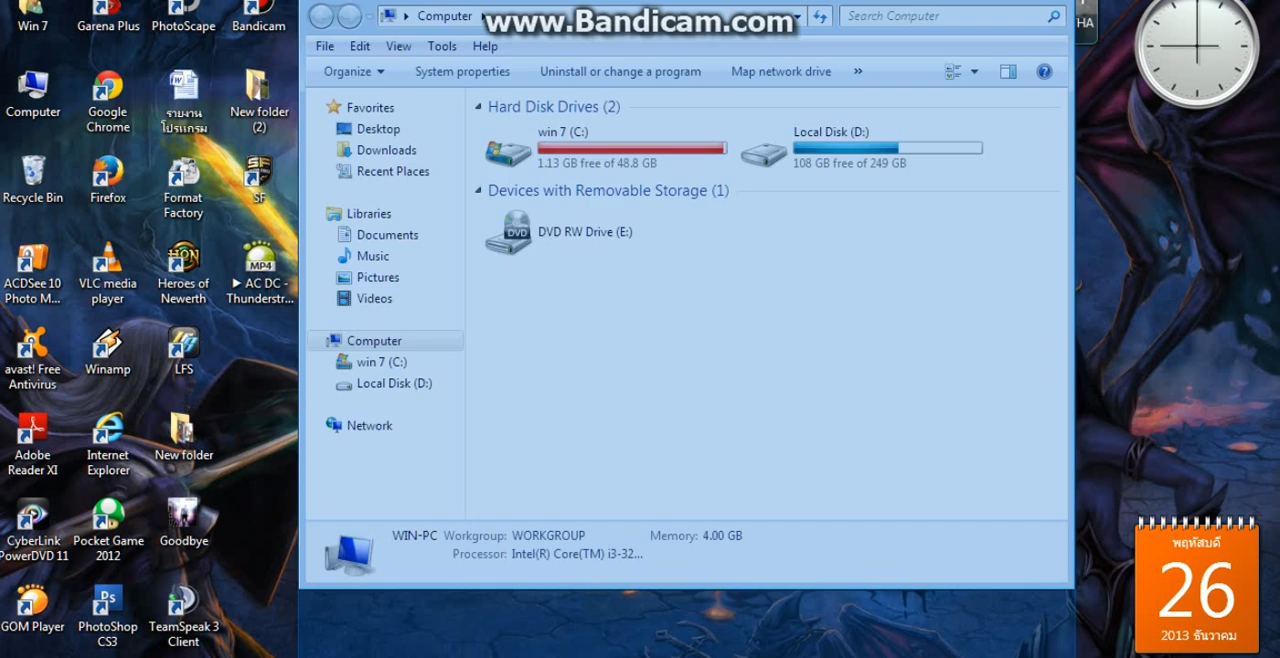 www.Bandicam.com
Win 7
Garena Plus
PhotoScape
Bandicam
Computer
Google
Chrome
รายงาน
โปรแกรม
New folder
(2)
Recycle Bin
Firefox
Format
Factory
SF
ACDSee 10
Photo M...
VLC media
player
HON
Heroes of
Newerth
MP4
► AC DC -
Thunderstr...
avast! Free
Antivirus
Winamp
LFS
Adobe
Reader XI
Internet
Explorer
New folder
CyberLink
PowerDVD 11
Pocket Game
2012
Goodbye
GOM Player
Ps
PhotoShop
CS3
TeamSpeak 3
Client
Computer
Search Computer
File Edit View Tools Help
Organize System properties Uninstall or change a program Map network drive »
Favorites
Desktop
Downloads
Recent Places
Libraries
Documents
Music
Pictures
Videos
Computer
win 7 (C:)
Local Disk (D:)
Network
Hard Disk Drives (2)
win 7 (C:)
1.13 GB free of 48.8 GB
Local Disk (D:)
108 GB free of 249 GB
Devices with Removable Storage (1)
DVD
DVD RW Drive (E:)
WIN-PC Workgroup: WORKGROUP Memory: 4.00 GB
Processor: Intel(R) Core(TM) i3-32...
HA
พฤหัสบดี
26
2013 ธันวาคม